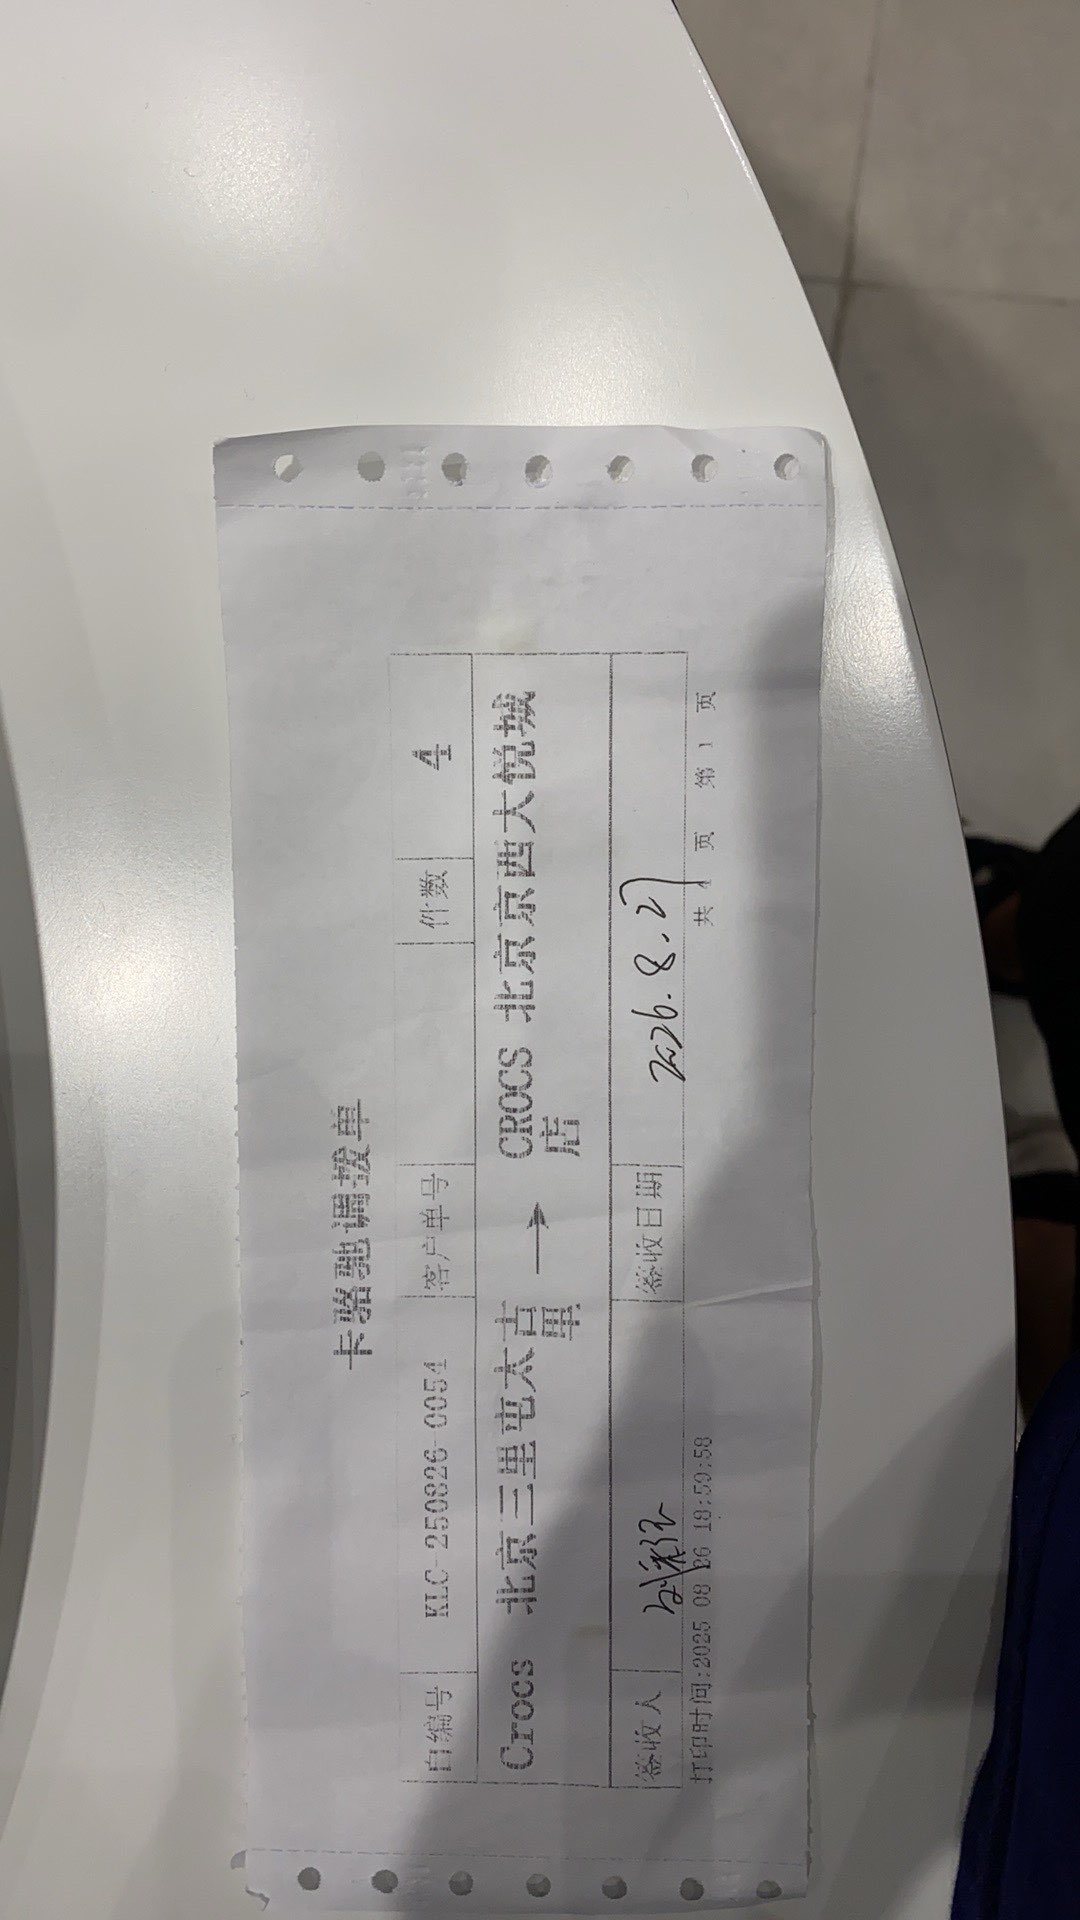 卡骆驰调拨单
自编号 KLC-250826-0054 客户单号 件数 4
Crocs 北京三里屯太古里 → CROCS 北京京西大悦城店
签收人 签收日期 2026.8.27
打印时间:2025 08 26 18:59:58 共 1 页 第 1 页